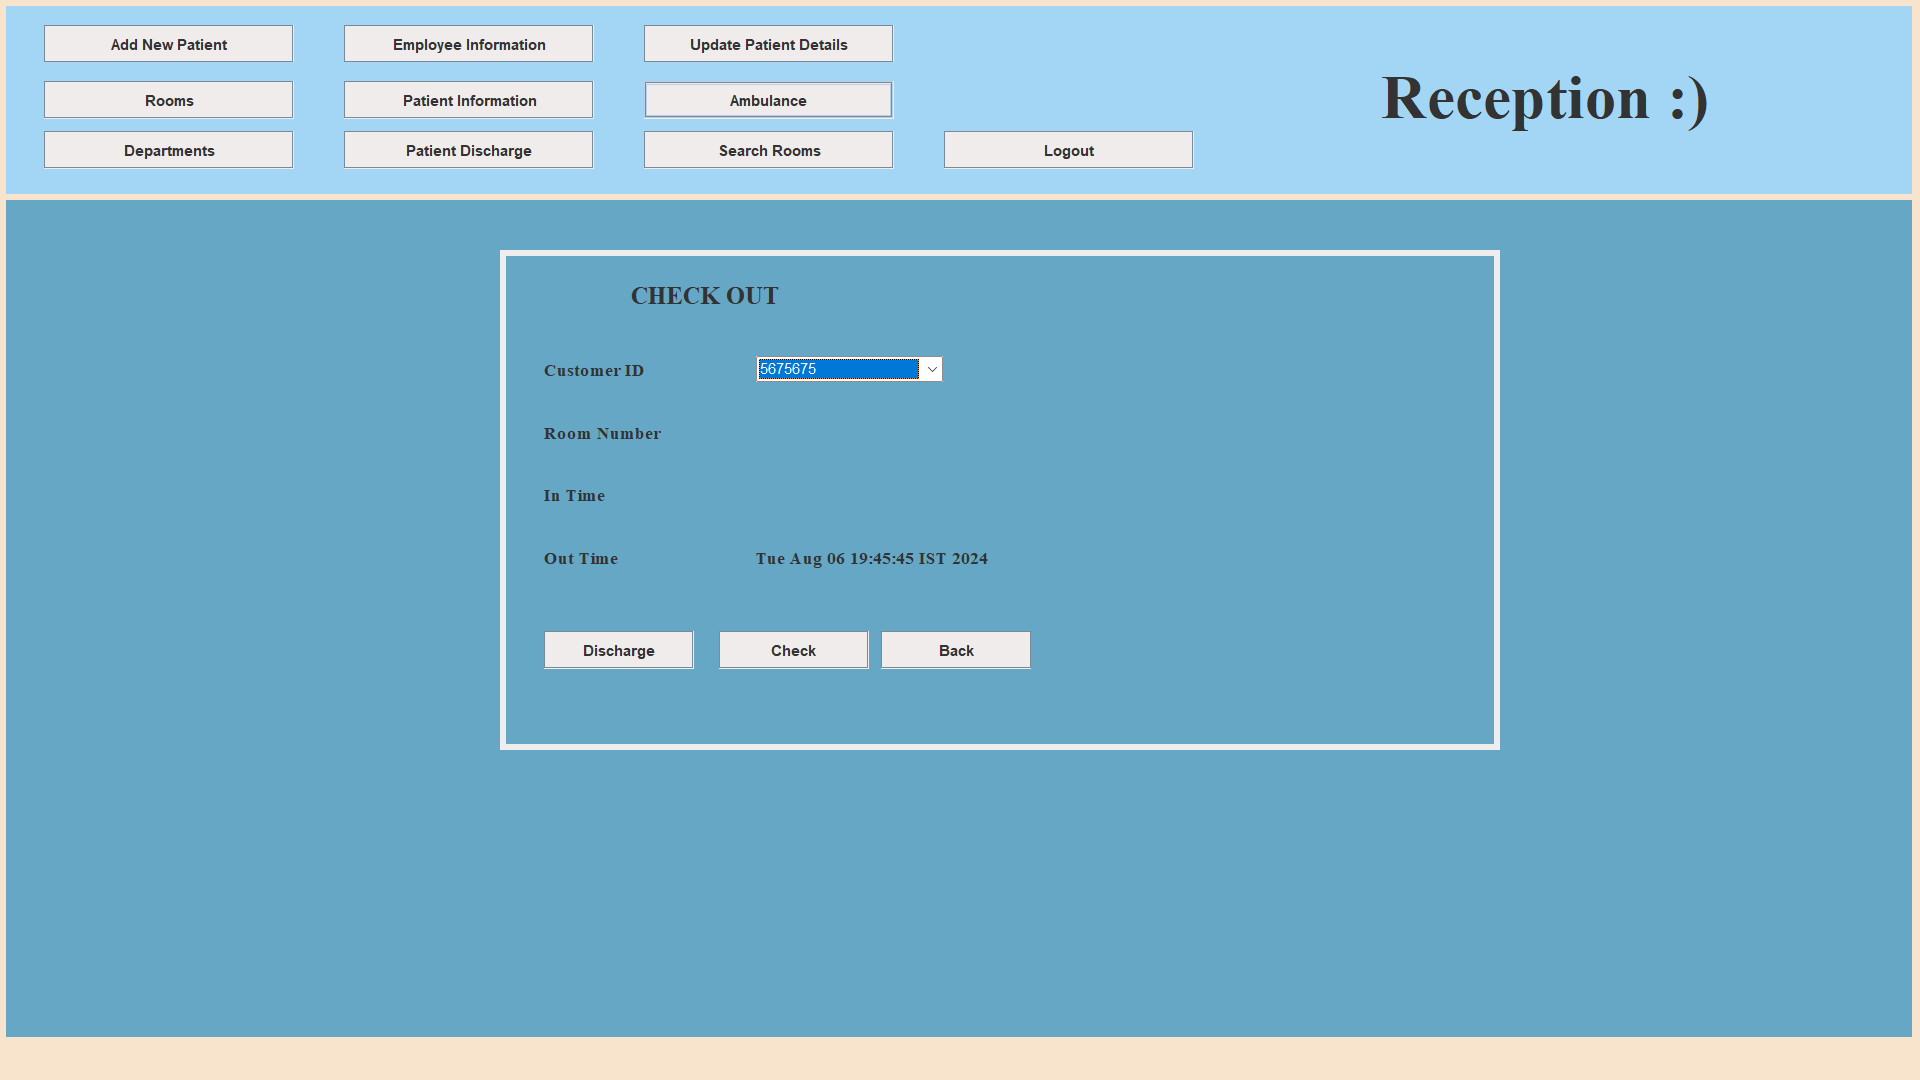 Add New Patient Employee Information Update Patient Details
Rooms Patient Information Ambulance
Reception :)
Departments Patient Discharge Search Rooms Logout
CHECK OUT
Customer ID 5675675
Room Number
In Time
Out Time Tue Aug 06 19:45:45 IST 2024
Discharge Check Back